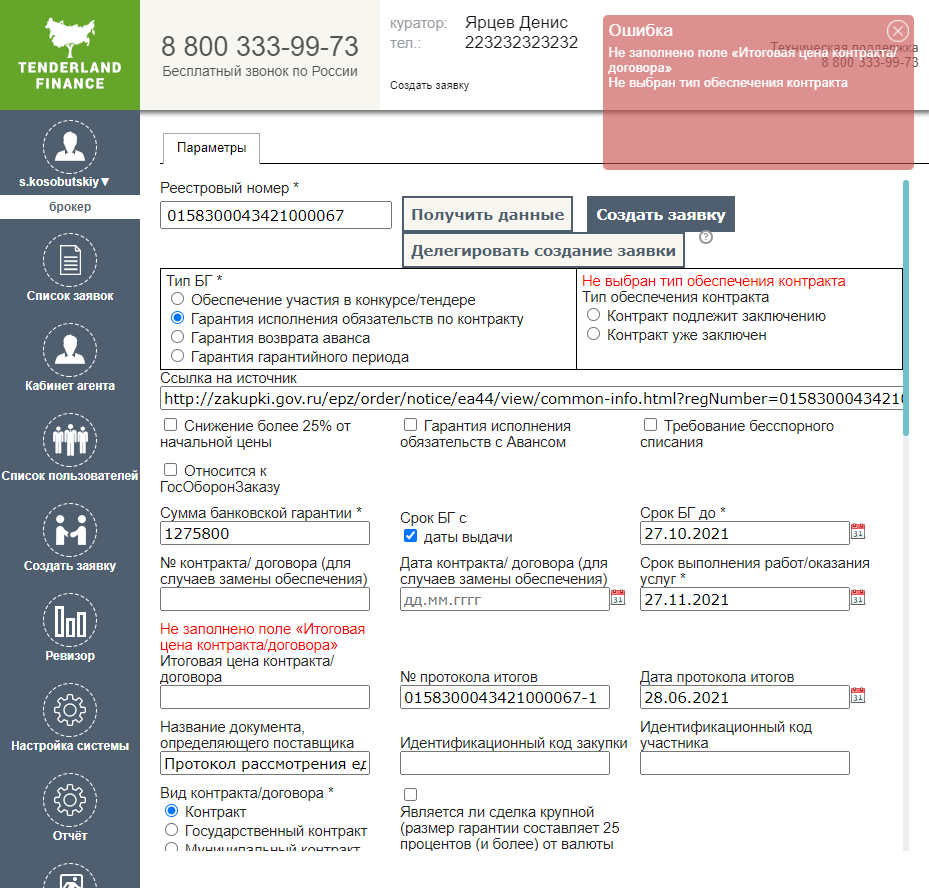 TENDERLAND
FINANCE
8 800 333-99-73
Бесплатный звонок по России
куратор: Ярцев Денис
тел.: 223232323232
Создать заявку
Техническая поддержка
8 800 333-99-73
Ошибка
Не заполнено поле «Итоговая цена контракта/
договора»
Не выбран тип обеспечения контракта
s.kosobutskiy▼
брокер
Список заявок
Кабинет агента
Список пользователей
Создать заявку
Ревизор
Настройка системы
Отчёт
Параметры
Реестровый номер *
0158300043421000067
Получить данные
Создать заявку
Делегировать создание заявки
?
Тип БГ *
Обеспечение участия в конкурсе/тендере
Гарантия исполнения обязательств по контракту
Гарантия возврата аванса
Гарантия гарантийного периода
Не выбран тип обеспечения контракта
Тип обеспечения контракта
Контракт подлежит заключению
Контракт уже заключен
Ссылка на источник
http://zakupki.gov.ru/epz/order/notice/ea44/view/common-info.html?regNumber=01583000434210
Снижение более 25% от
начальной цены
Гарантия исполнения
обязательств с Авансом
Требование бесспорного
списания
Относится к
ГосОборонЗаказу
Сумма банковской гарантии *
1275800
Срок БГ с
даты выдачи
Срок БГ до *
27.10.2021
31
№ контракта/ договора (для
случаев замены обеспечения)
Дата контракта/ договора (для
случаев замены обеспечения)
дд.мм.гггг
31
Срок выполнения работ/оказания
услуг *
27.11.2021
31
Не заполнено поле «Итоговая
цена контракта/договора»
Итоговая цена контракта/
договора
№ протокола итогов
0158300043421000067-1
Дата протокола итогов
28.06.2021
31
Название документа,
определяющего поставщика
Протокол рассмотрения ед
Идентификационный код закупки
Идентификационный код
участника
Вид контракта/договора *
Контракт
Государственный контракт
Муниципальный контракт
Является ли сделка крупной
(размер гарантии составляет 25
процентов (и более) от валюты